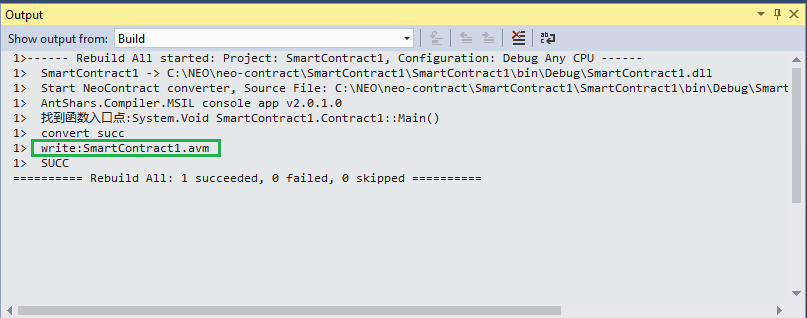 Output
Show output from: Build
1>------ Rebuild All started: Project: SmartContract1, Configuration: Debug Any CPU ------
1>  SmartContract1 -> C:\NEO\neo-contract\SmartContract1\SmartContract1\bin\Debug\SmartContract1.dll
1>  Start NeoContract converter, Source File: C:\NEO\neo-contract\SmartContract1\SmartContract1\bin\Debug\Smart
1>  AntShars.Compiler.MSIL console app v2.0.1.0
1>  找到函数入口点:System.Void SmartContract1.Contract1::Main()
1>  convert succ
1>  write:SmartContract1.avm
1>  SUCC
========== Rebuild All: 1 succeeded, 0 failed, 0 skipped ==========